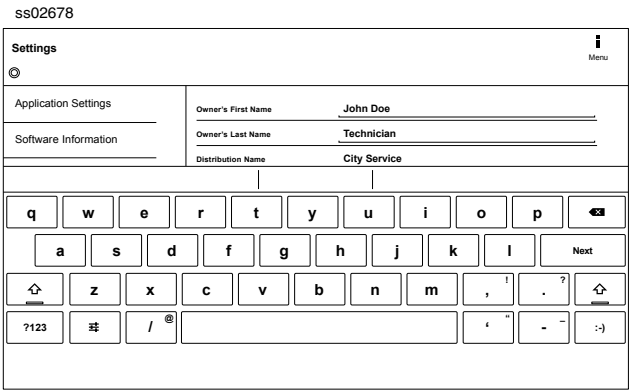 ss02678
Settings
Menu
Application Settings
Owner's First Name John Doe
Owner's Last Name Technician
Software Information
Distribution Name City Service
q w e r t y u i o p
a s d f g h j k l Next
z x c v b n m , ! . ?
?123 / @ ‘ “ - _ :-)